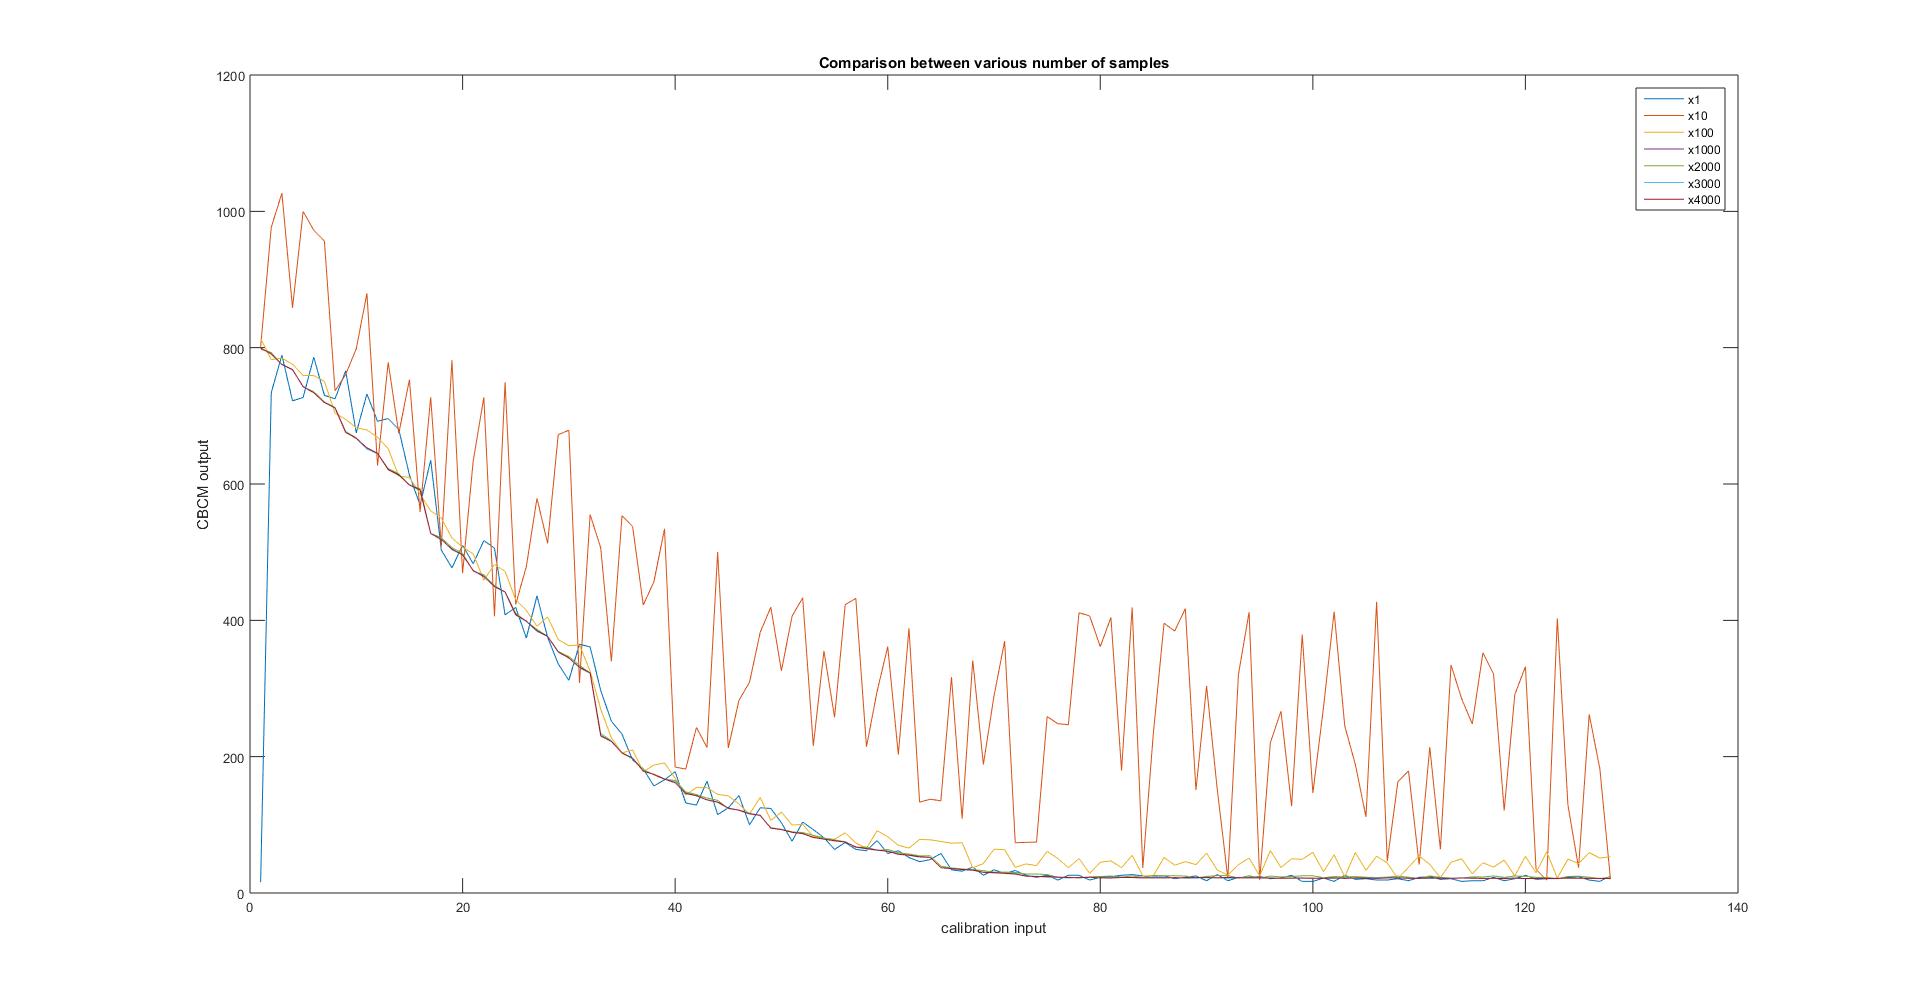 Comparison between various number of samples
1200
1000
800
600
400
200
0
CBCM output
x1
x10
x100
x1000
x2000
x3000
x4000
0 20 40 60 80 100 120 140
calibration input